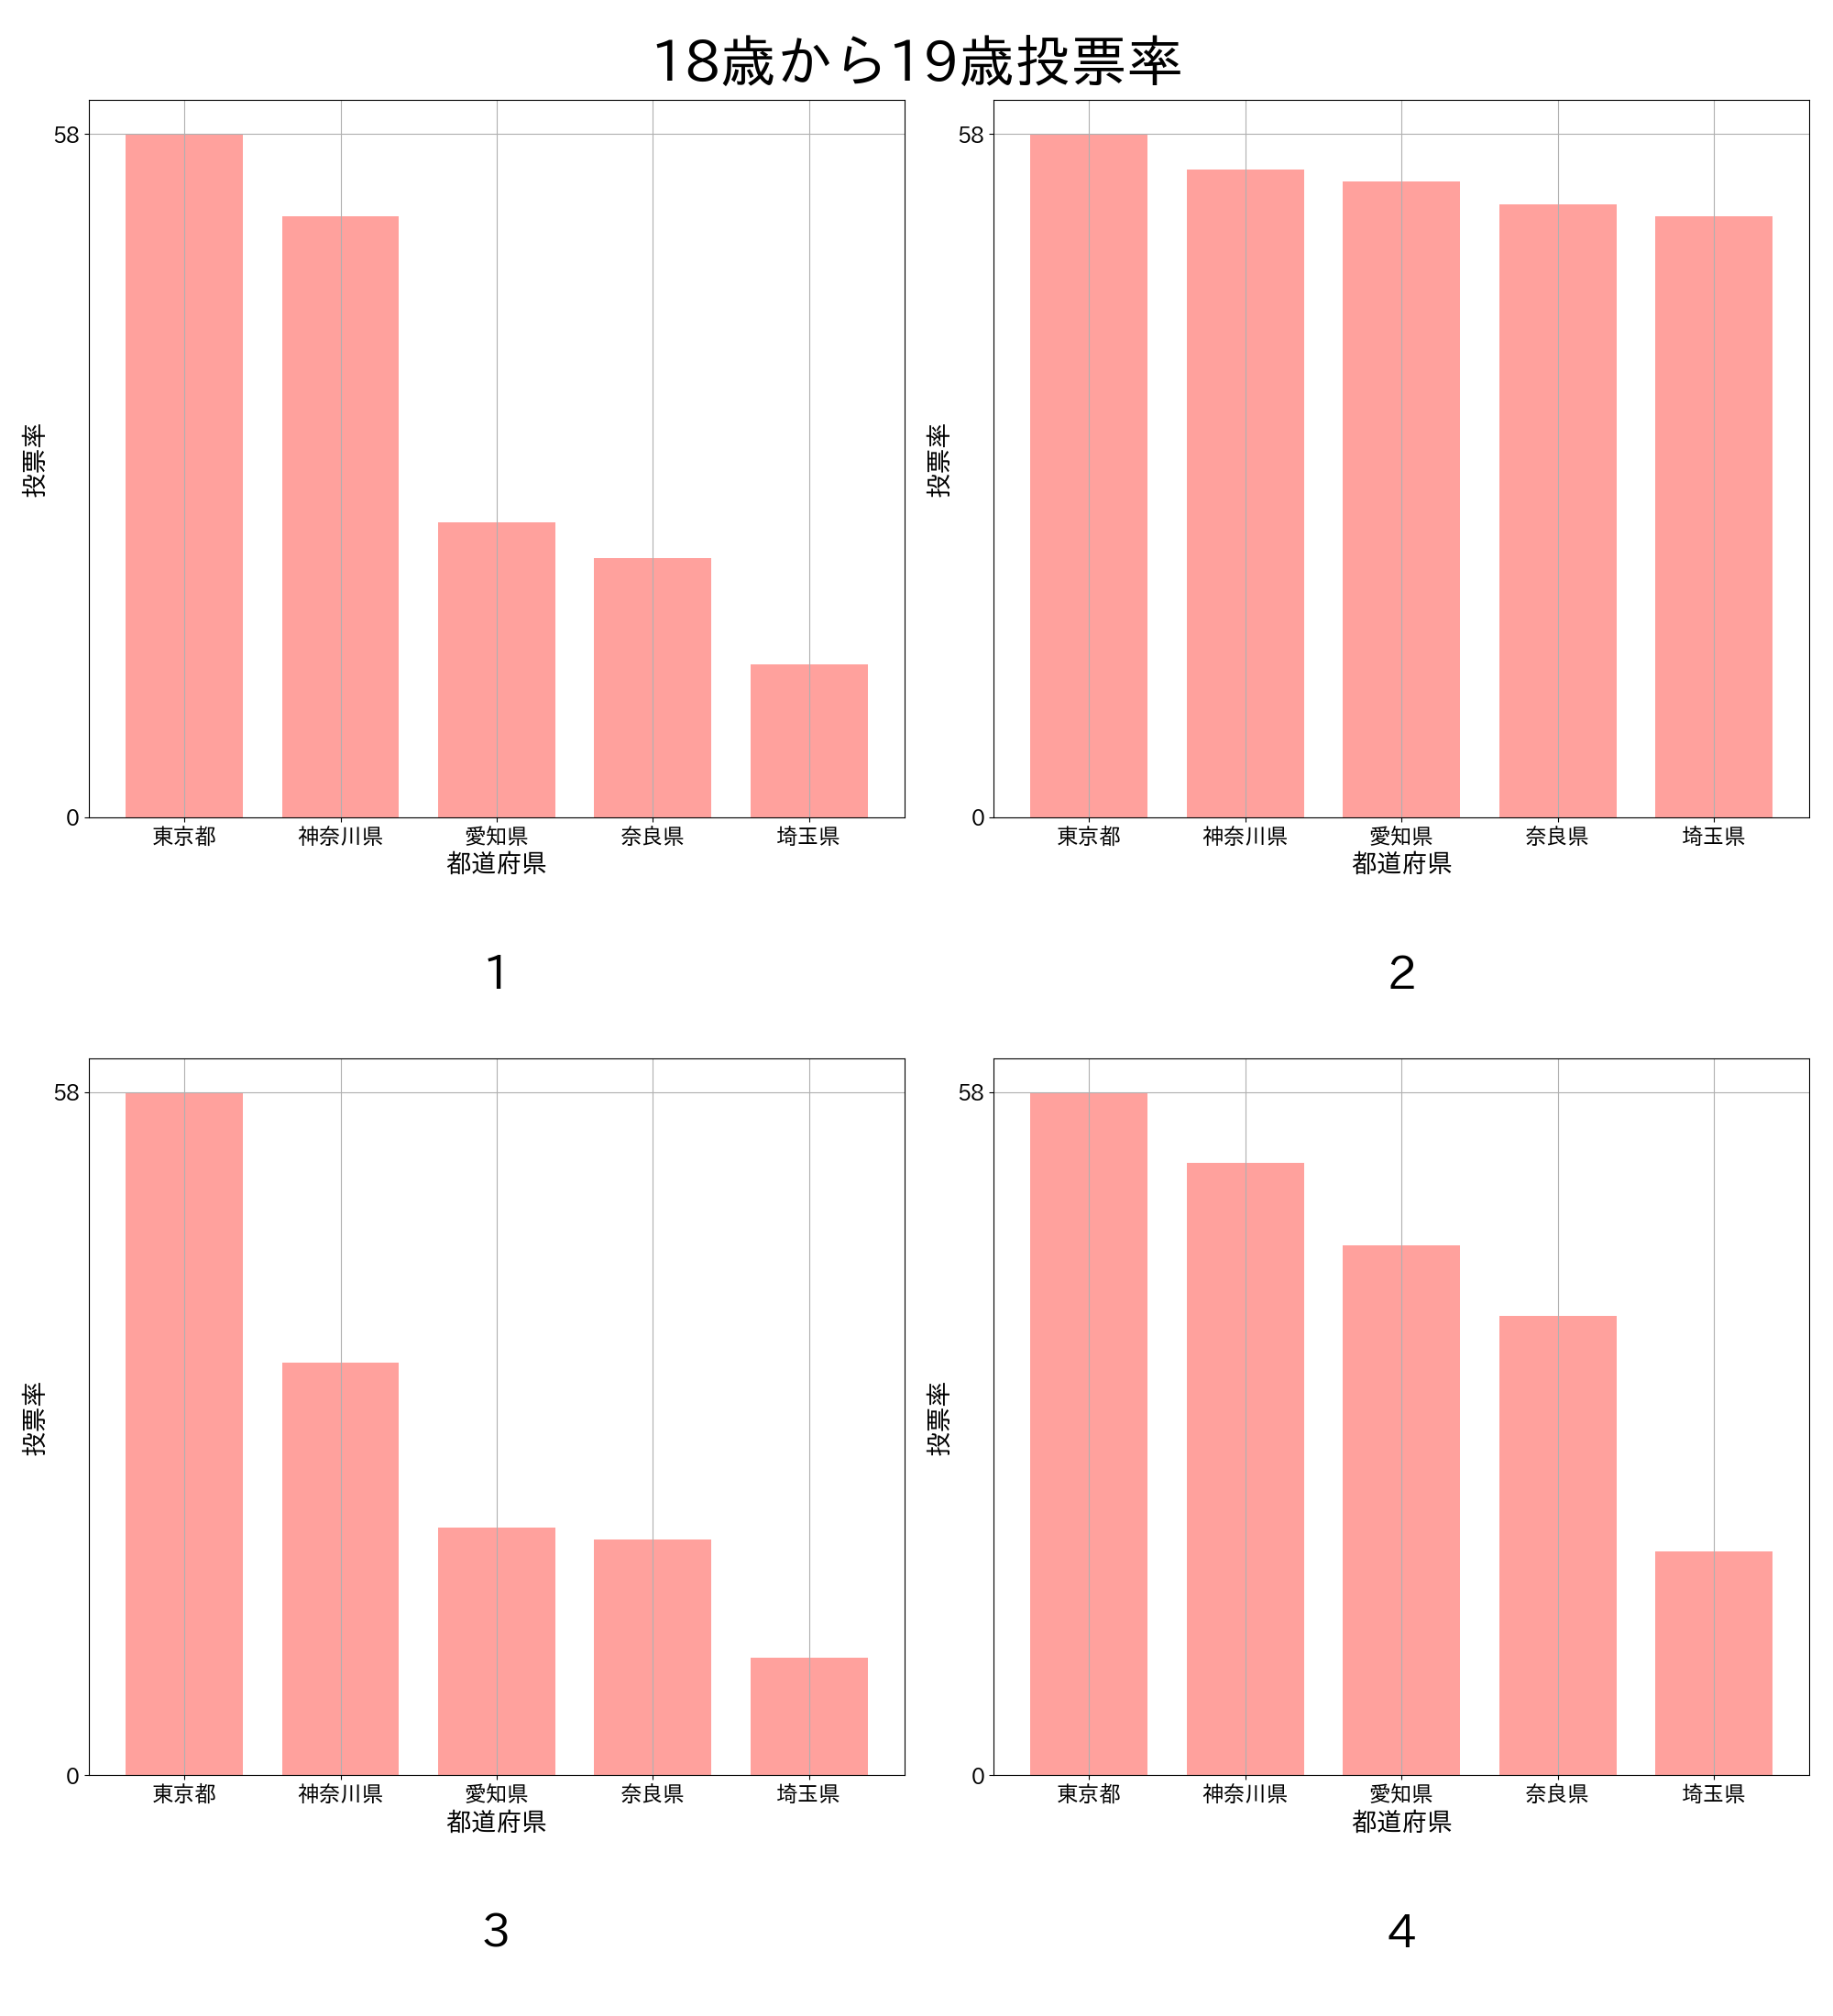 18歳から19歳投票率
58
0
投票率
東京都 神奈川県 愛知県 奈良県 埼玉県
都道府県
1
58
0
投票率
東京都 神奈川県 愛知県 奈良県 埼玉県
都道府県
2
58
0
投票率
東京都 神奈川県 愛知県 奈良県 埼玉県
都道府県
3
58
0
投票率
東京都 神奈川県 愛知県 奈良県 埼玉県
都道府県
4